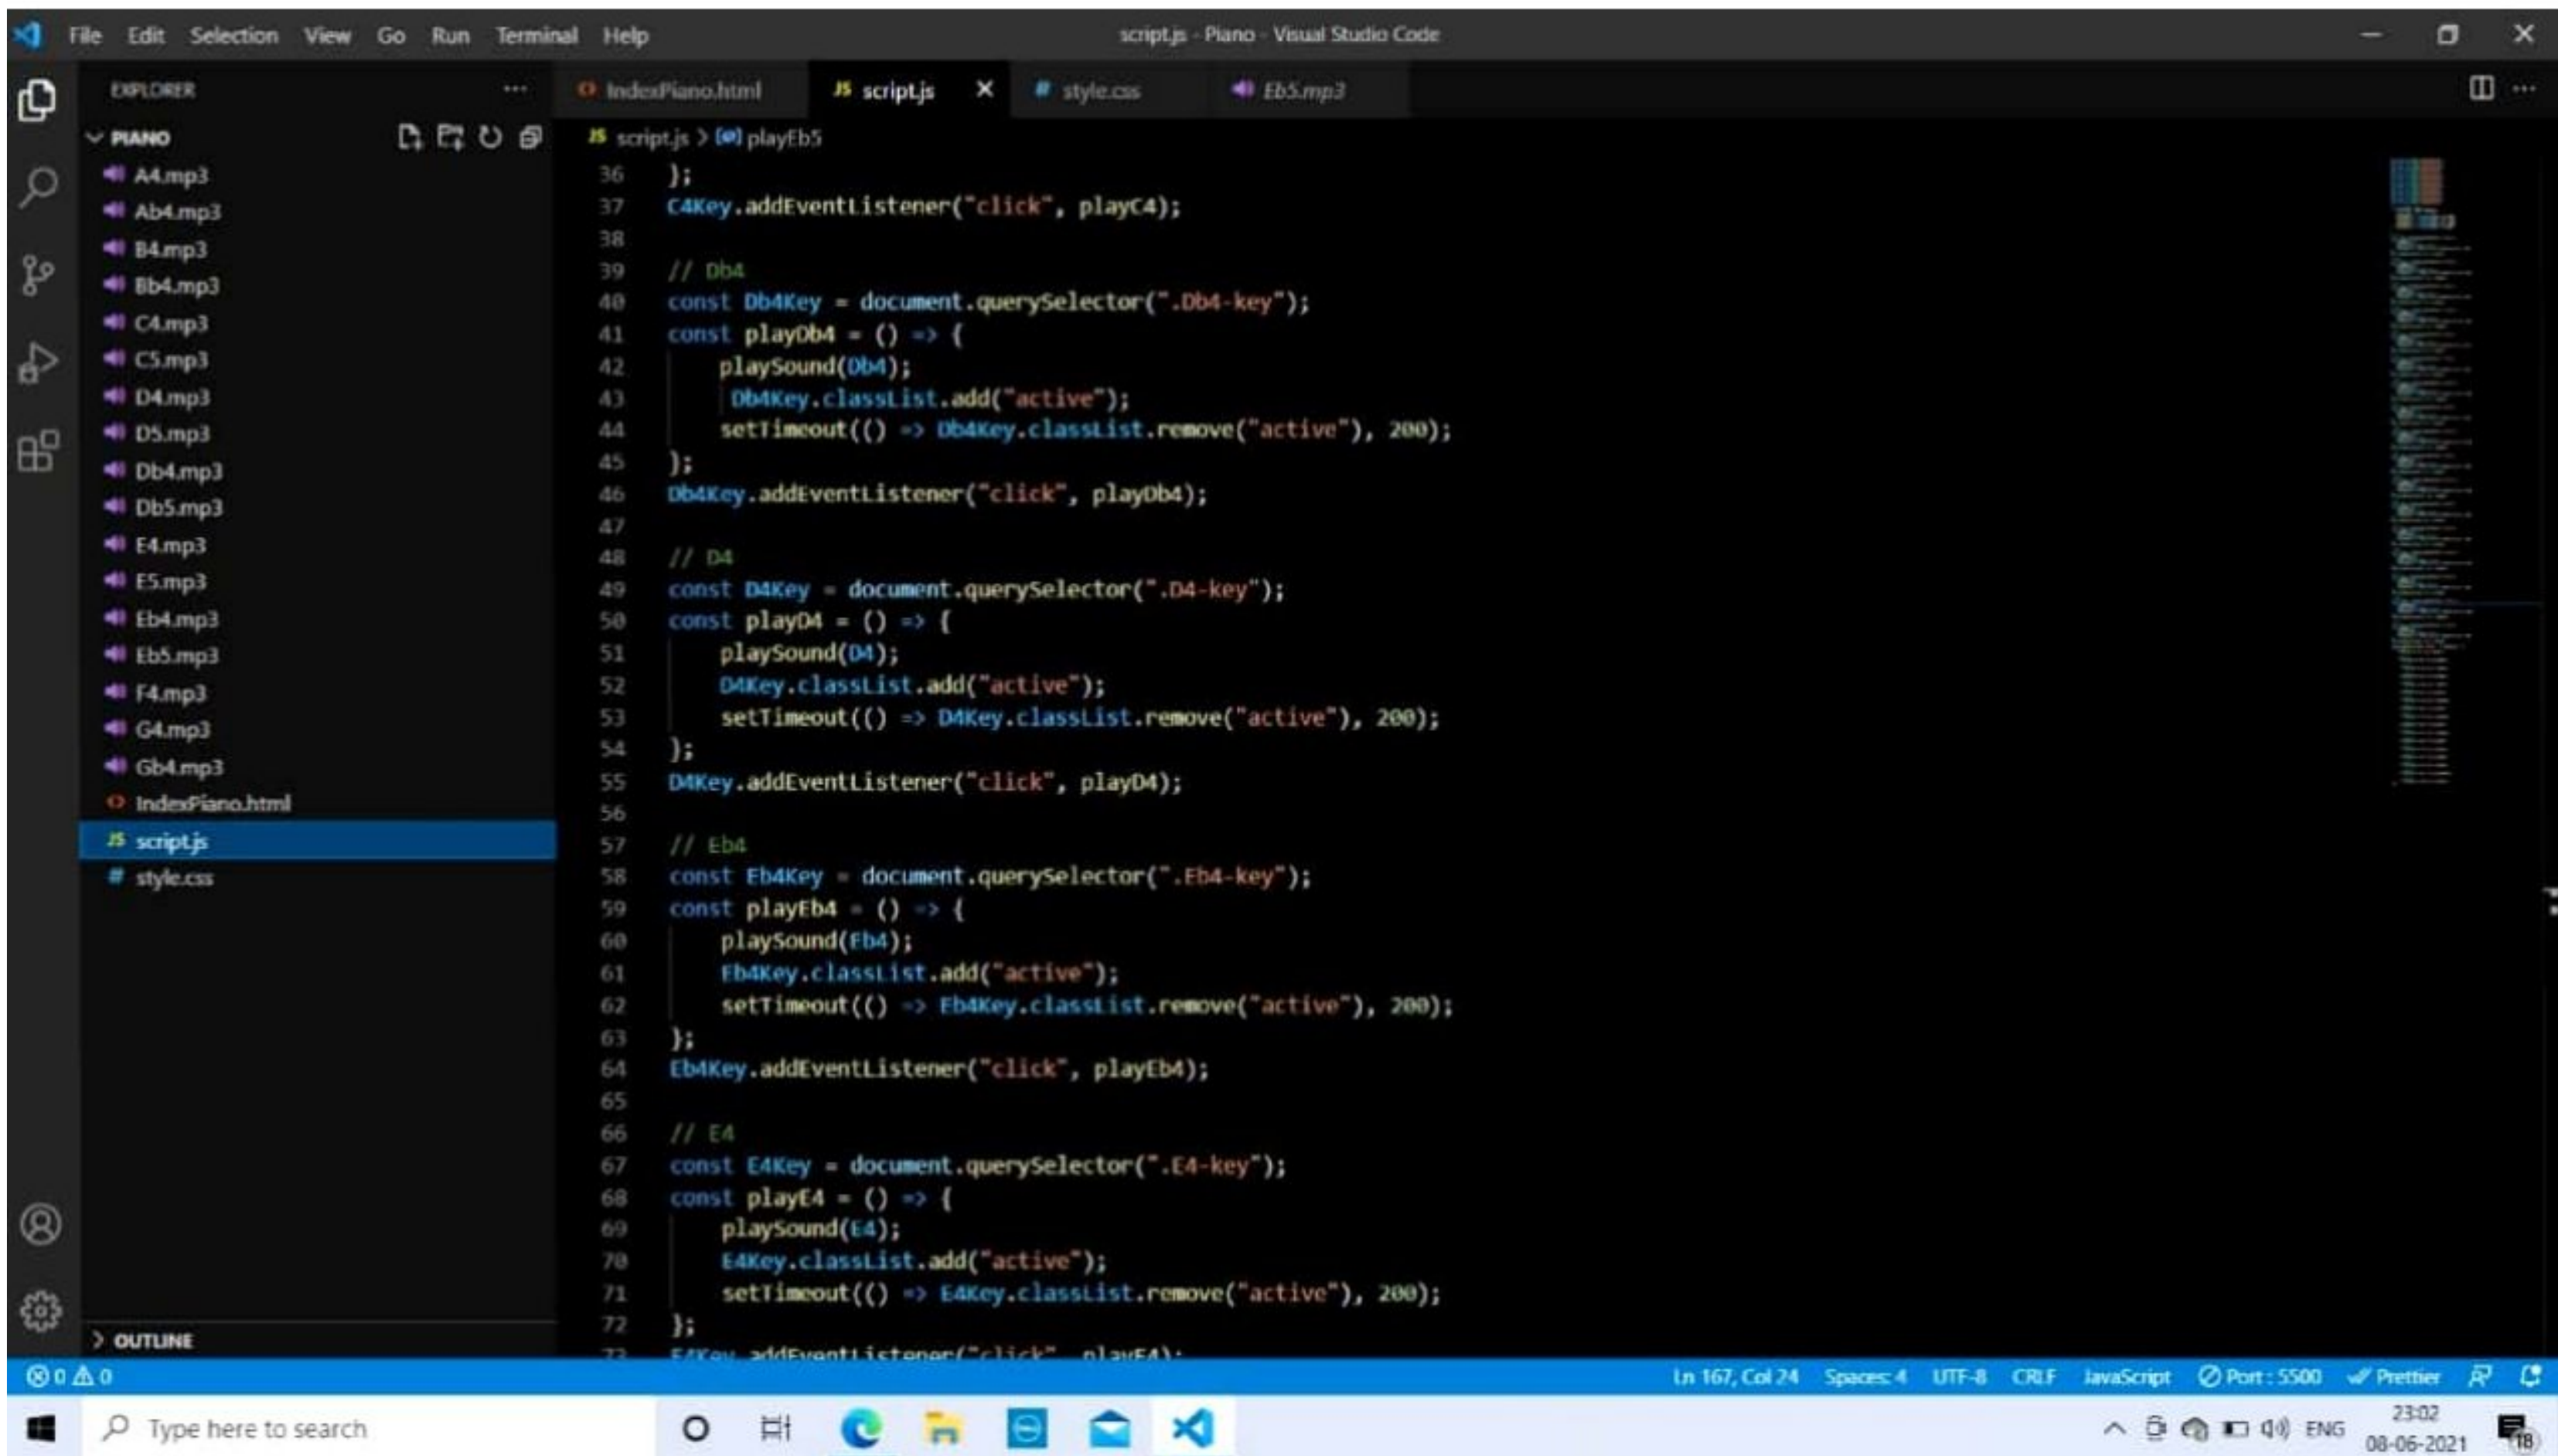 File Edit Selection View Go Run Terminal Help
script.js - Piano - Visual Studio Code
EXPLORER
IndexPiano.html
JS script.js
# style.css
Eb5.mp3
PIANO
A4.mp3
Ab4.mp3
B4.mp3
Bb4.mp3
C4.mp3
C5.mp3
D4.mp3
D5.mp3
Db4.mp3
Db5.mp3
E4.mp3
E5.mp3
Eb4.mp3
Eb5.mp3
F4.mp3
G4.mp3
Gb4.mp3
IndexPiano.html
JS script.js
# style.css
OUTLINE
JS script.js > playEb5
36 };
37 C4Key.addEventListener("click", playC4);
38
39 // Db4
40 const Db4Key = document.querySelector(".Db4-key");
41 const playDb4 = () => {
42 playSound(Db4);
43 Db4Key.classList.add("active");
44 setTimeout(() => Db4Key.classList.remove("active"), 200);
45 };
46 Db4Key.addEventListener("click", playDb4);
47
48 // D4
49 const D4Key = document.querySelector(".D4-key");
50 const playD4 = () => {
51 playSound(D4);
52 D4Key.classList.add("active");
53 setTimeout(() => D4Key.classList.remove("active"), 200);
54 };
55 D4Key.addEventListener("click", playD4);
56
57 // Eb4
58 const Eb4Key = document.querySelector(".Eb4-key");
59 const playEb4 = () => {
60 playSound(Eb4);
61 Eb4Key.classList.add("active");
62 setTimeout(() => Eb4Key.classList.remove("active"), 200);
63 };
64 Eb4Key.addEventListener("click", playEb4);
65
66 // E4
67 const E4Key = document.querySelector(".E4-key");
68 const playE4 = () => {
69 playSound(E4);
70 E4Key.classList.add("active");
71 setTimeout(() => E4Key.classList.remove("active"), 200);
72 };
73 E4Key.addEventListener("click", playE4);
0 0
Ln 167, Col 24 Spaces: 4 UTF-8 CRLF JavaScript Port : 5500 Prettier
Type here to search
ENG
23:02
08-06-2021
18